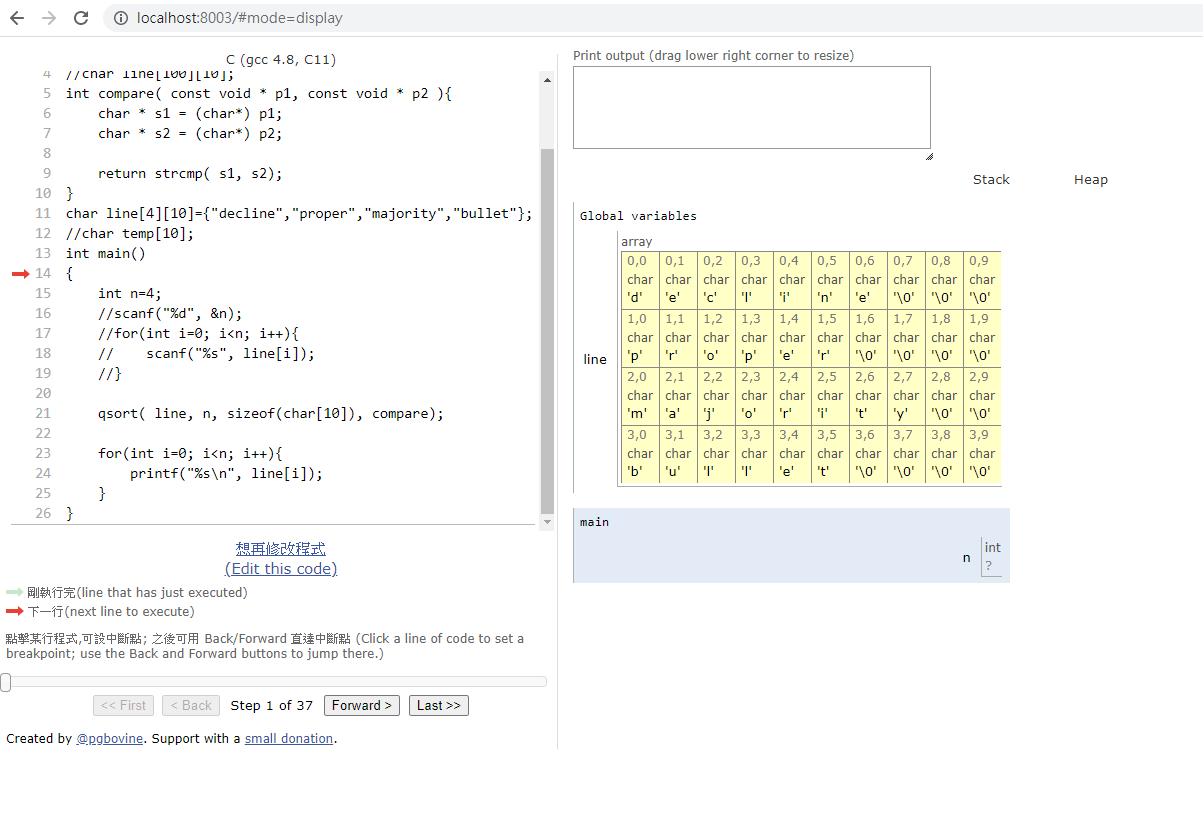 localhost:8003/#mode=display
C (gcc 4.8, C11)
4 //char line[100][10];
5 int compare( const void * p1, const void * p2 ){
6     char * s1 = (char*) p1;
7     char * s2 = (char*) p2;
8
9     return strcmp( s1, s2);
10 }
11 char line[4][10]={"decline","proper","majority","bullet"};
12 //char temp[10];
13 int main()
14 {
15     int n=4;
16     //scanf("%d", &n);
17     //for(int i=0; i<n; i++){
18     //    scanf("%s", line[i]);
19     //}
20
21     qsort( line, n, sizeof(char[10]), compare);
22
23     for(int i=0; i<n; i++){
24         printf("%s\n", line[i]);
25     }
26 }
想再修改程式
(Edit this code)
剛執行完(line that has just executed)
下一行(next line to execute)
點擊某行程式,可設中斷點; 之後可用 Back/Forward 直達中斷點 (Click a line of code to set a
breakpoint; use the Back and Forward buttons to jump there.)
<< First < Back Step 1 of 37 Forward > Last >>
Created by @pgbovine. Support with a small donation.
Print output (drag lower right corner to resize)
Stack Heap
Global variables
array
0,0 0,1 0,2 0,3 0,4 0,5 0,6 0,7 0,8 0,9
char char char char char char char char char char
'd' 'e' 'c' 'l' 'i' 'n' 'e' '\0' '\0' '\0'
1,0 1,1 1,2 1,3 1,4 1,5 1,6 1,7 1,8 1,9
char char char char char char char char char char
'p' 'r' 'o' 'p' 'e' 'r' '\0' '\0' '\0' '\0'
line
2,0 2,1 2,2 2,3 2,4 2,5 2,6 2,7 2,8 2,9
char char char char char char char char char char
'm' 'a' 'j' 'o' 'r' 'i' 't' 'y' '\0' '\0'
3,0 3,1 3,2 3,3 3,4 3,5 3,6 3,7 3,8 3,9
char char char char char char char char char char
'b' 'u' 'l' 'l' 'e' 't' '\0' '\0' '\0' '\0'
main
n int
?